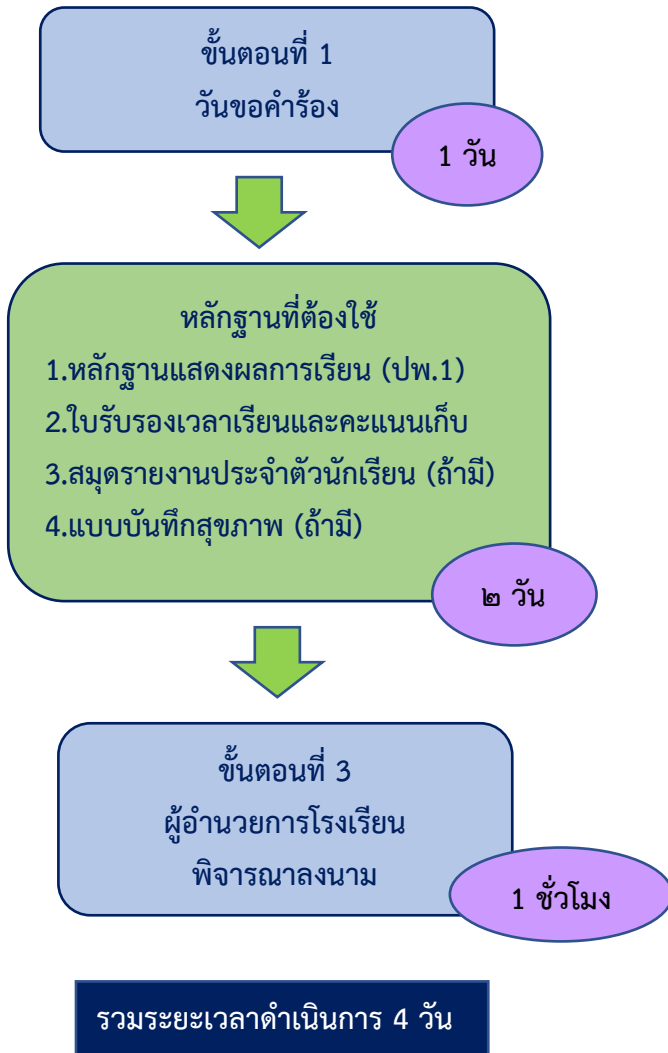 ขั้นตอนที่ 1
วันขอคำร้อง
1 วัน
หลักฐานที่ต้องใช้
1.หลักฐานแสดงผลการเรียน (ปพ.1)
2.ใบรับรองเวลาเรียนและคะแนนเก็บ
3.สมุดรายงานประจำตัวนักเรียน (ถ้ามี)
4.แบบบันทึกสุขภาพ (ถ้ามี)
๒ วัน
ขั้นตอนที่ 3
ผู้อำนวยการโรงเรียน
พิจารณาลงนาม
1 ชั่วโมง
รวมระยะเวลาดำเนินการ 4 วัน